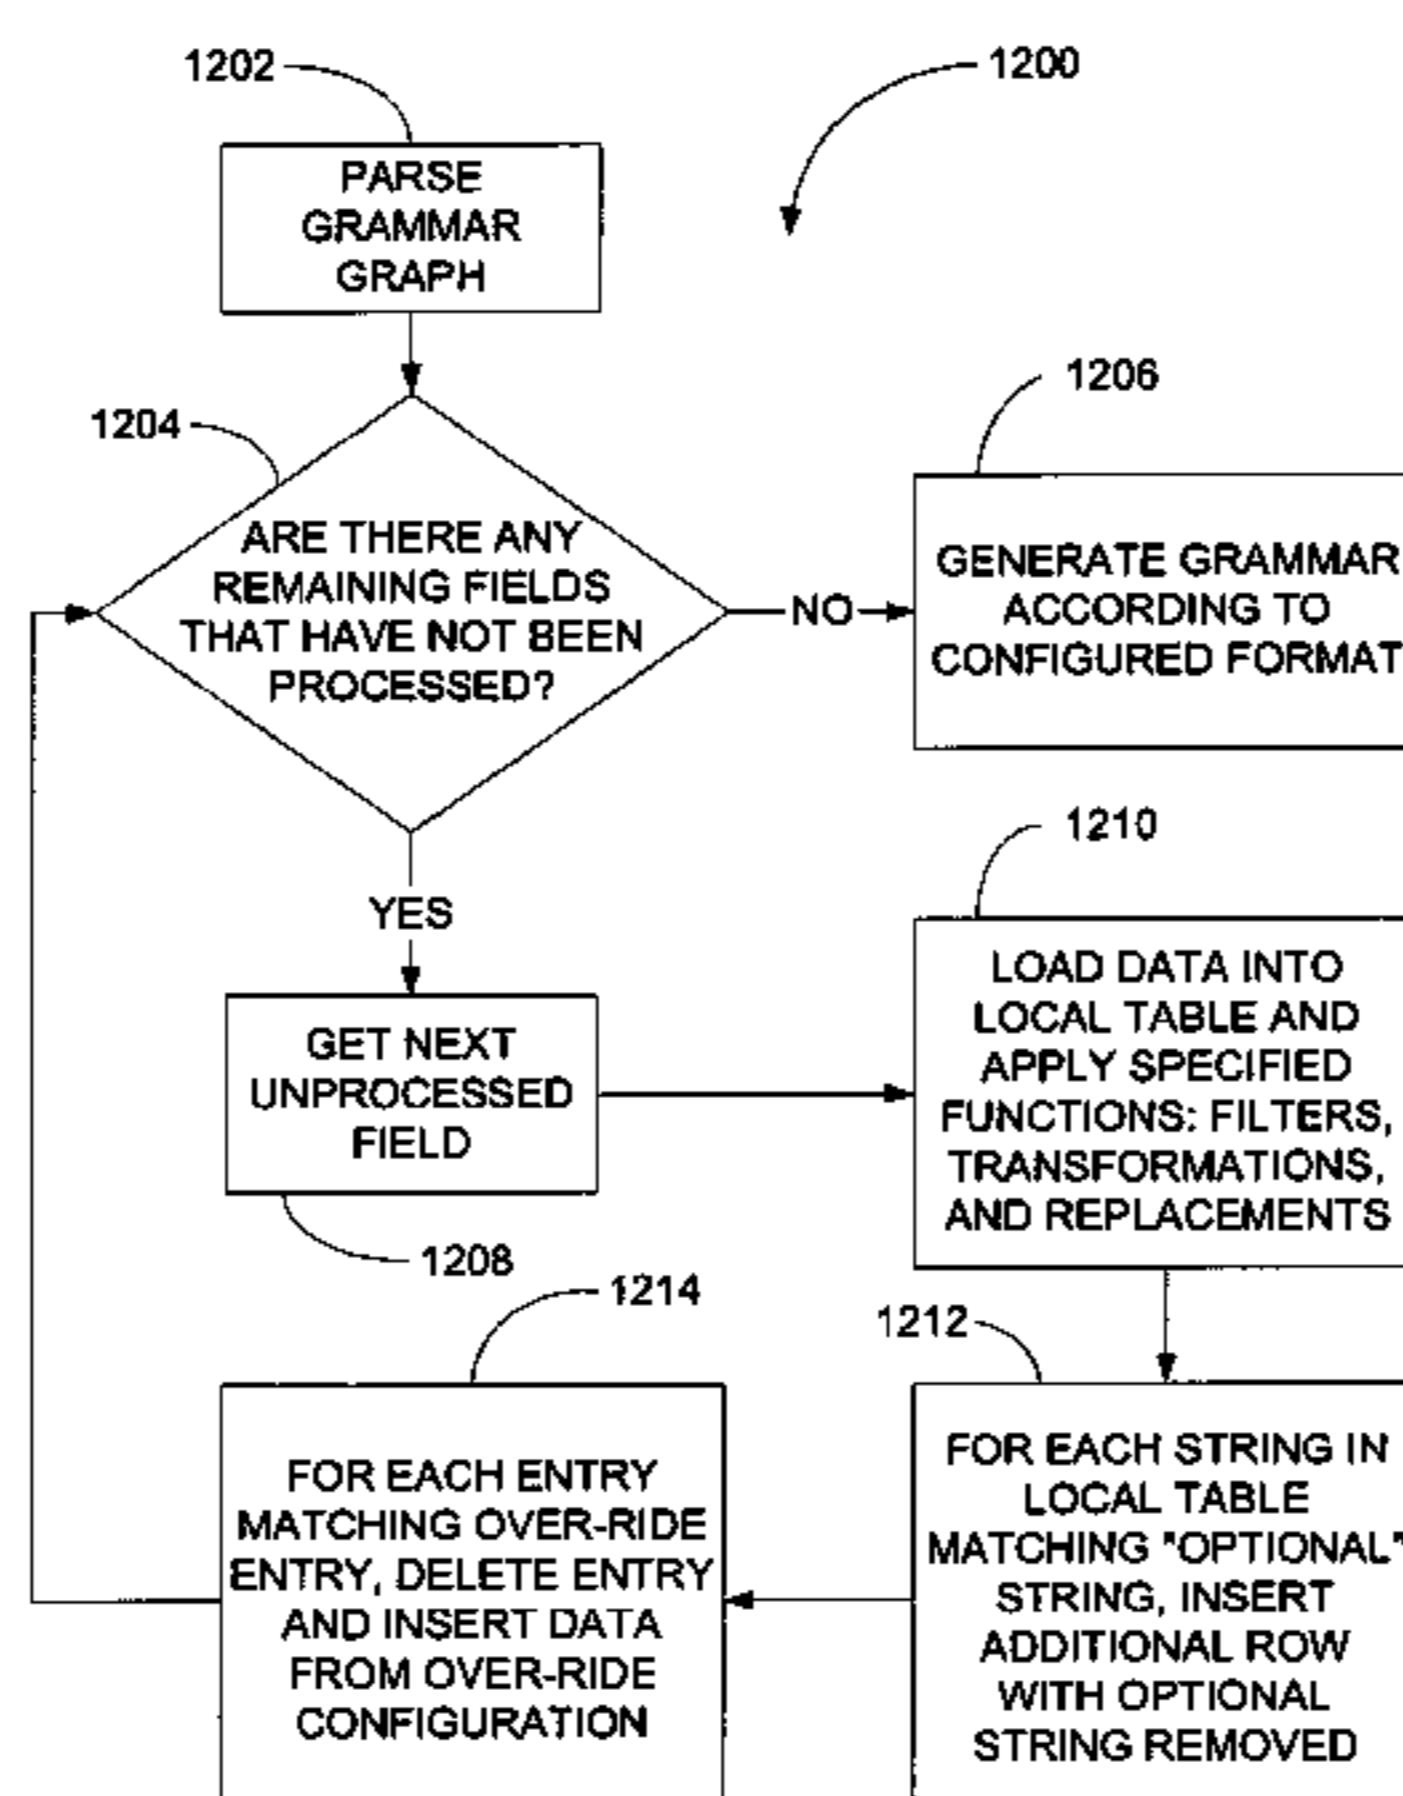 1202
1200
PARSE
GRAMMAR
GRAPH
1204
1206
ARE THERE ANY
REMAINING FIELDS
THAT HAVE NOT BEEN
PROCESSED?
NO
GENERATE GRAMMAR
ACCORDING TO
CONFIGURED FORMAT
YES
1210
GET NEXT
UNPROCESSED
FIELD
1208
LOAD DATA INTO
LOCAL TABLE AND
APPLY SPECIFIED
FUNCTIONS: FILTERS,
TRANSFORMATIONS,
AND REPLACEMENTS
1214
1212
FOR EACH ENTRY
MATCHING OVER-RIDE
ENTRY, DELETE ENTRY
AND INSERT DATA
FROM OVER-RIDE
CONFIGURATION
FOR EACH STRING IN
LOCAL TABLE
MATCHING "OPTIONAL"
STRING, INSERT
ADDITIONAL ROW
WITH OPTIONAL
STRING REMOVED